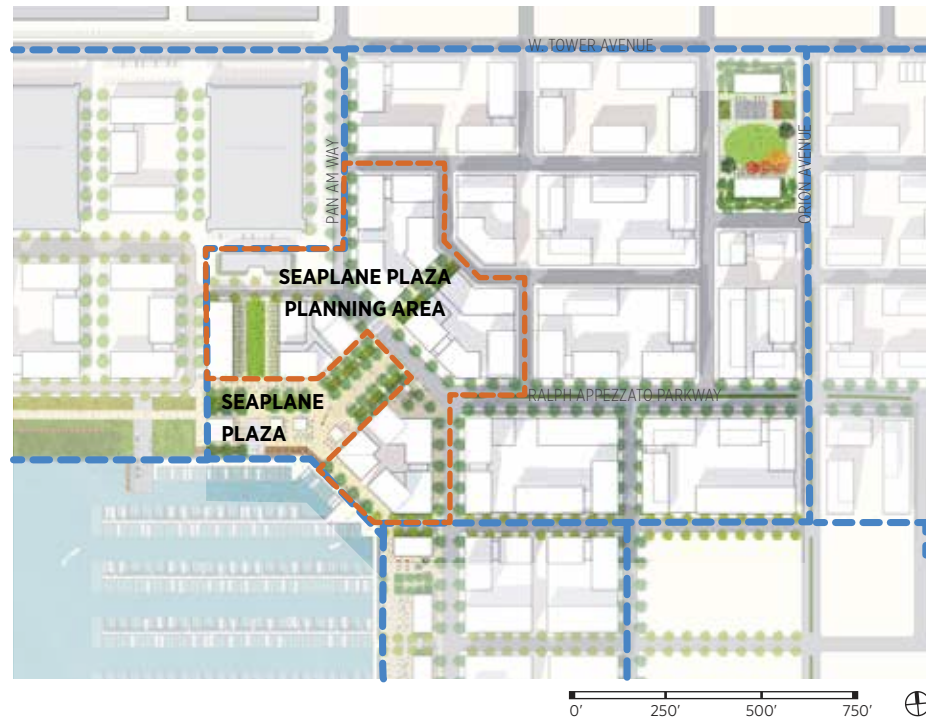 W. TOWER AVENUE
PAN AM WAY
ORION AVENUE
SEAPLANE PLAZA
PLANNING AREA
RALPH APPEZZATO PARKWAY
SEAPLANE
PLAZA
0' 250' 500' 750'